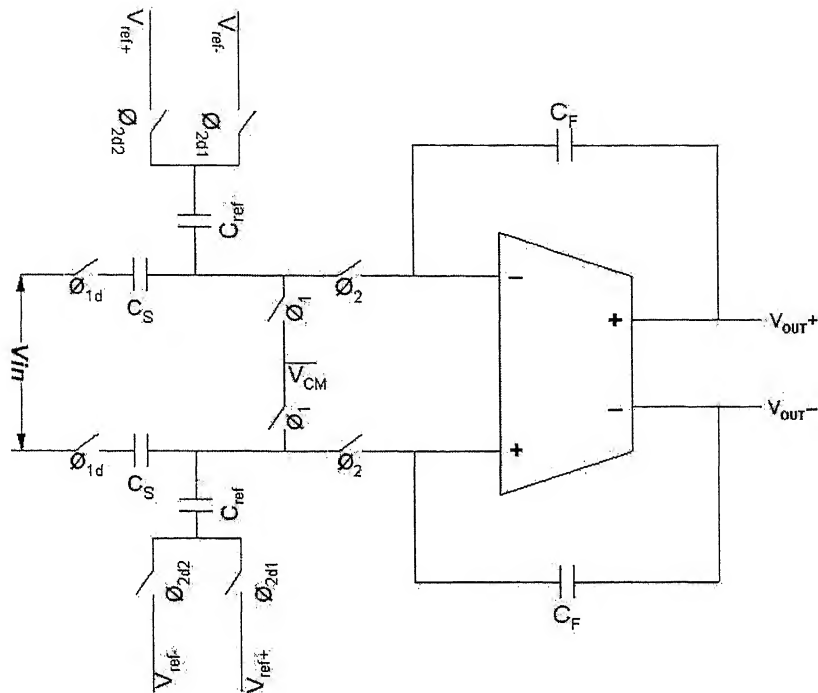 Vref+
Vref-
Ø2d2
Ø2d1
CF
Cref
Ø1d
CS
Ø1
Ø2
Vin
VCM
VOUT+
VOUT-
-
+
+
-
Ø1
Ø1d
CS
Ø2
Cref
Ø2d2
Ø2d1
CF
Vref-
Vref+